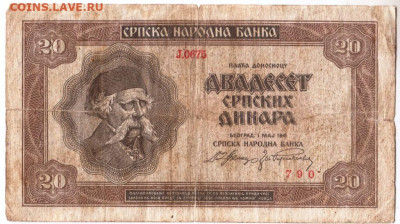 COINS.LAVE.RU
СРПСКА НАРОДНА БАНКА
20 20
Ј.0675
ПЛАЋА ДОНОСИОЦУ
ДВАДЕСЕТ
СРПСКИХ
ДИНАРА
БЕОГРАД, 1 МАЈ 1941
СРПСКА НАРОДНА БАНКА
790
20 20